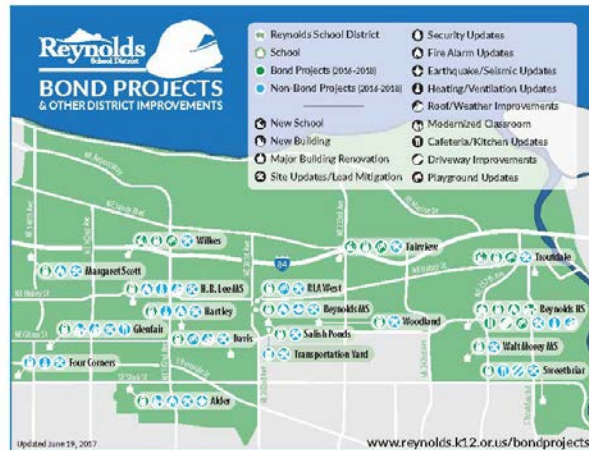 Reynolds
School District
BOND PROJECTS
& OTHER DISTRICT IMPROVEMENTS
Reynolds School District
School
Bond Projects (2016-2018)
Non-Bond Projects (2016-2018)
New School
New Building
Major Building Renovation
Site Updates/Lead Mitigation
Security Updates
Fire Alarm Updates
Earthquake/Seismic Updates
Heating/Ventilation Updates
Roof/Weather Improvements
Modernized Classroom
Cafeteria/Kitchen Updates
Driveway Improvements
Playground Updates
Wilkes
Fairview
84
Troutdale
Margaret Scott
H.B. Lee MS
RLA West
Hartley
Reynolds MS
Reynolds HS
Glenfair
Davis
Salish Ponds
Woodland
Four Corners
Transportation Yard
Walt Morey MS
Sweetbriar
Alder
Updated June 19, 2017
www.reynolds.k12.or.us/bondprojects